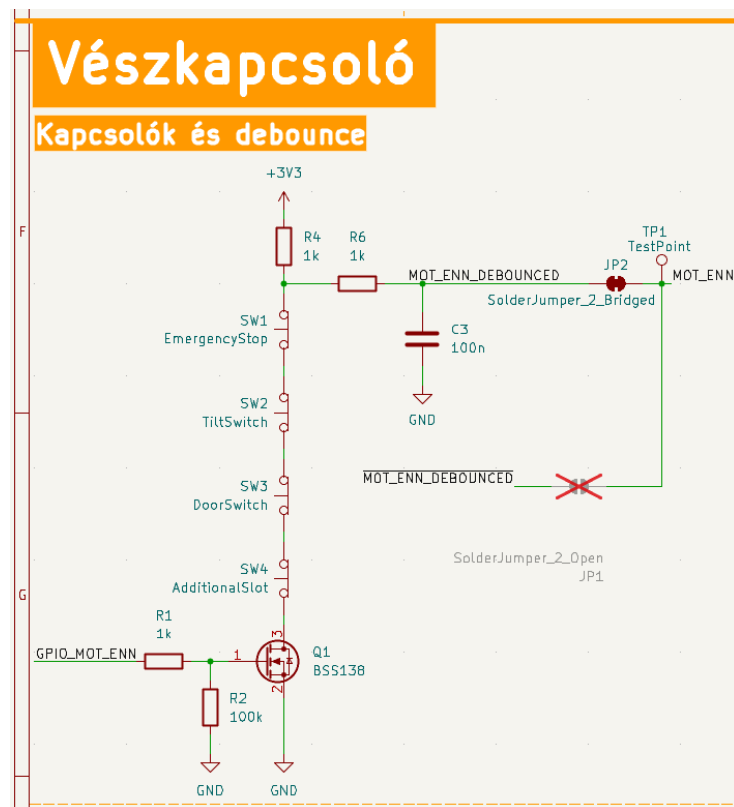 Vészkapcsoló
Kapcsolók és debounce
+3V3
F
R4
1k
R6
1k
MOT_ENN_DEBOUNCED
JP2
SolderJumper_2_Bridged
TP1
TestPoint
MOT_ENN
SW1
EmergencyStop
C3
100n
GND
SW2
TiltSwitch
MOT_ENN_DEBOUNCED
SW3
DoorSwitch
SolderJumper_2_Open
JP1
G
SW4
AdditionalSlot
R1
1k
GPIO_MOT_ENN
1
3
2
Q1
BSS138
R2
100k
GND
GND